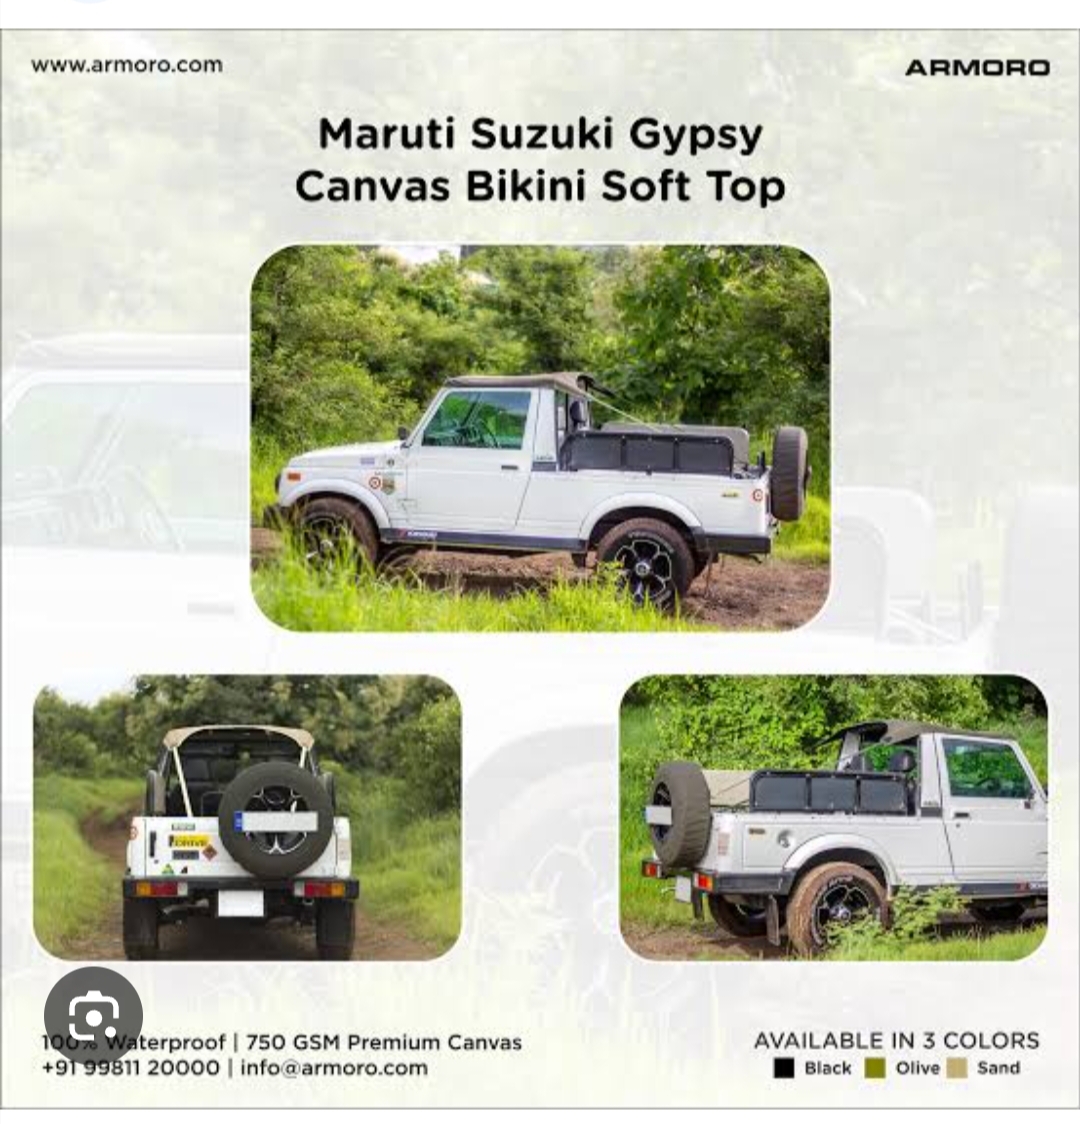 www.armoro.com
ARMORO
Maruti Suzuki Gypsy
Canvas Bikini Soft Top
100% Waterproof | 750 GSM Premium Canvas
+91 99811 20000 | info@armoro.com
AVAILABLE IN 3 COLORS
Black Olive Sand